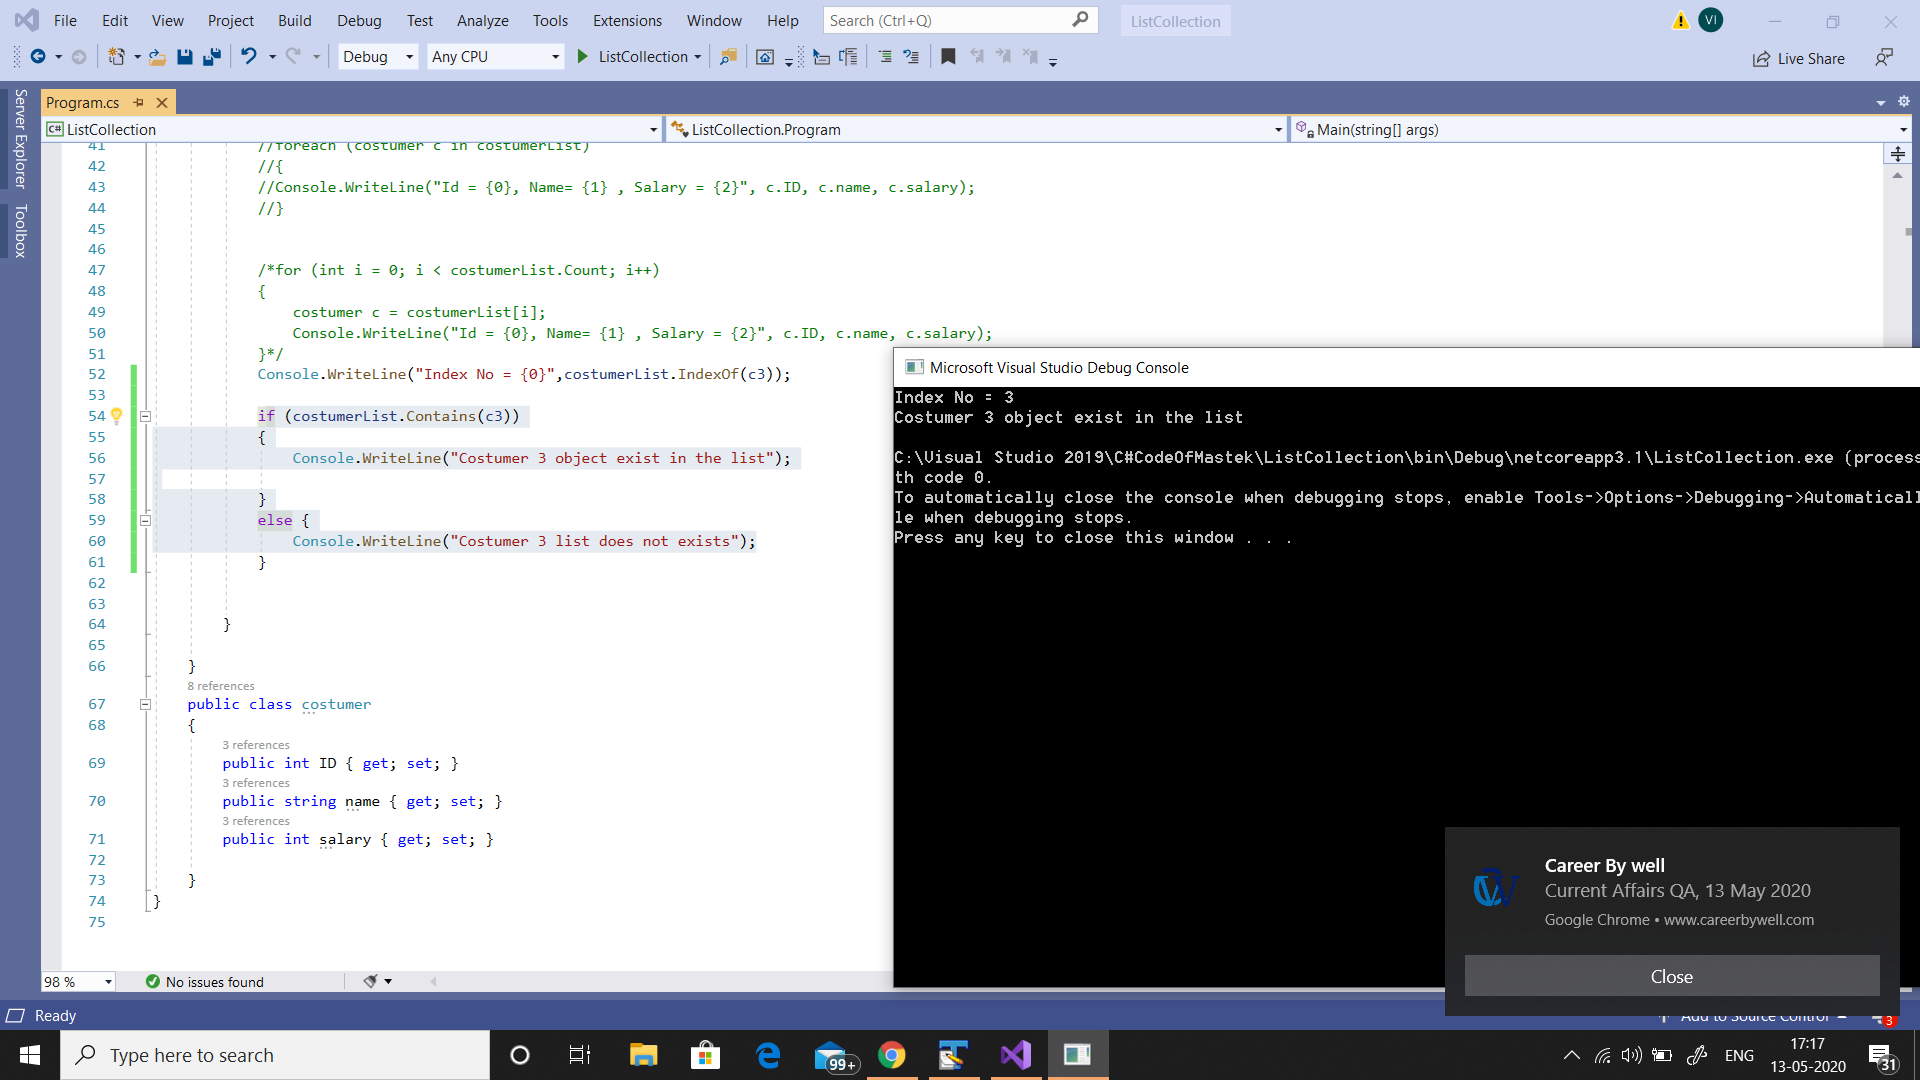 File Edit View Project Build Debug Test Analyze Tools Extensions Window Help Search (Ctrl+Q) ListCollection VI
Debug Any CPU ListCollection Live Share
Server Explorer
Toolbox
Program.cs
C# ListCollection ListCollection.Program Main(string[] args)
41 //foreach (costumer c in costumerList)
42 //{
43 //Console.WriteLine("Id = {0}, Name= {1} , Salary = {2}", c.ID, c.name, c.salary);
44 //}
45
46
47 /*for (int i = 0; i < costumerList.Count; i++)
48 {
49 costumer c = costumerList[i];
50 Console.WriteLine("Id = {0}, Name= {1} , Salary = {2}", c.ID, c.name, c.salary);
51 }*/
52 Console.WriteLine("Index No = {0}",costumerList.IndexOf(c3));
53
54 if (costumerList.Contains(c3))
55 {
56 Console.WriteLine("Costumer 3 object exist in the list");
57
58 }
59 else {
60 Console.WriteLine("Costumer 3 list does not exists");
61 }
62
63
64 }
65
66 }
8 references
67 public class costumer
68 {
3 references
69 public int ID { get; set; }
3 references
70 public string name { get; set; }
3 references
71 public int salary { get; set; }
72
73 }
74 }
75
98 % No issues found
Microsoft Visual Studio Debug Console
Index No = 3
Costumer 3 object exist in the list
C:\Visual Studio 2019\C#CodeOfMastek\ListCollection\bin\Debug\netcoreapp3.1\ListCollection.exe (process
th code 0.
To automatically close the console when debugging stops, enable Tools->Options->Debugging->Automaticall
le when debugging stops.
Press any key to close this window . . .
Career By well
Current Affairs QA, 13 May 2020
Google Chrome • www.careerbywell.com
Close
Ready Add to Source Control 3
Type here to search 99+ ENG 17:17
13-05-2020 31